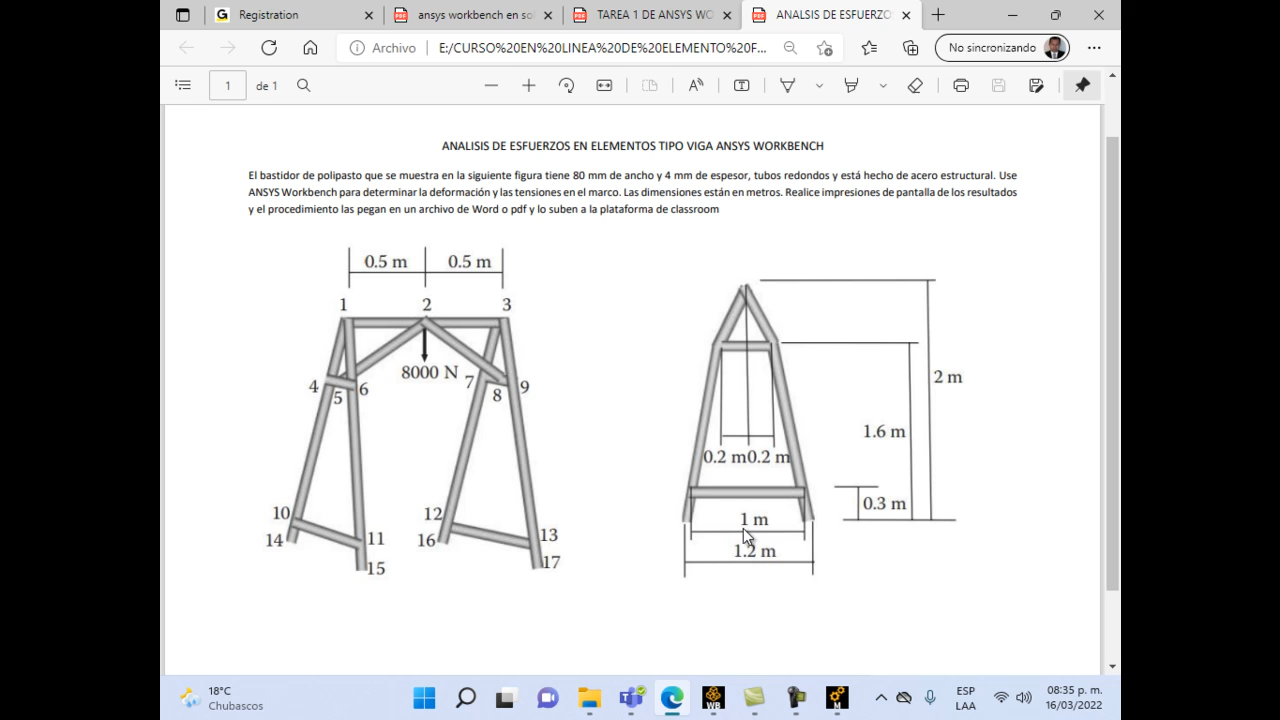 Registration
ansys workbench en so
TAREA 1 DE ANSYS WO
ANALSIS DE ESFUERZO
Archivo
E:/CURSO%20EN%20LINEA%20DE%20ELEMENTO%20F...
No sincronizando
1 de 1
ANALISIS DE ESFUERZOS EN ELEMENTOS TIPO VIGA ANSYS WORKBENCH
El bastidor de polipasto que se muestra en la siguiente figura tiene 80 mm de ancho y 4 mm de espesor, tubos redondos y está hecho de acero estructural. Use
ANSYS Workbench para determinar la deformación y las tensiones en el marco. Las dimensiones están en metros. Realice impresiones de pantalla de los resultados
y el procedimiento las pegan en un archivo de Word o pdf y lo suben a la plataforma de classroom
0.5 m 0.5 m
1 2 3
8000 N
4 5 6 7 8 9
10 11 12 13
14 15 16 17
2 m
1.6 m
0.2 m 0.2 m
0.3 m
1 m
1.2 m
18°C
Chubascos
WB
M
ESP
LAA
08:35 p. m.
16/03/2022